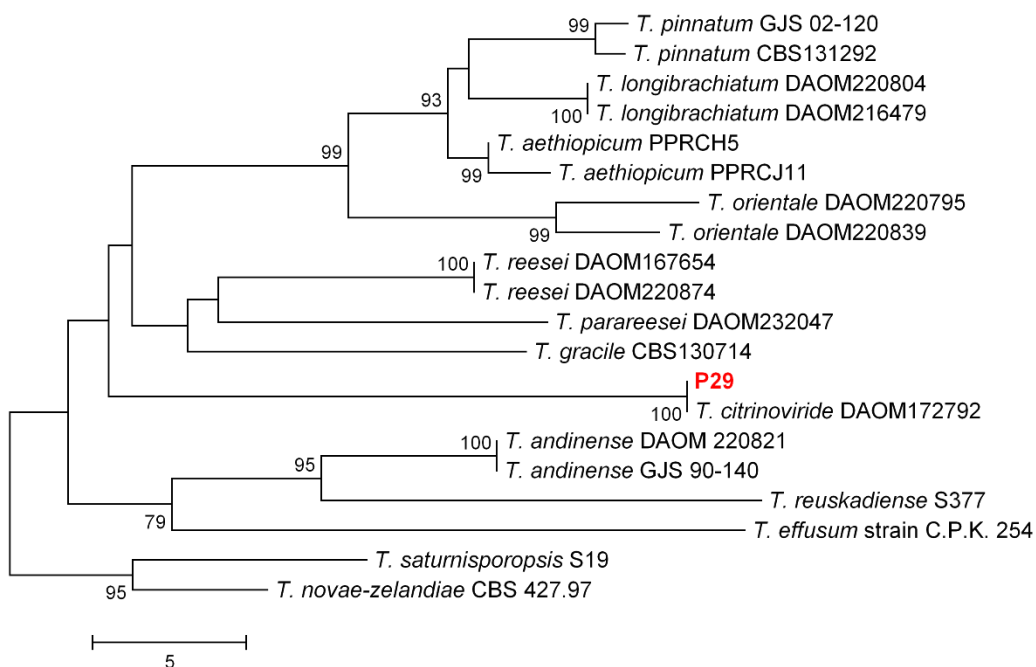 99
T. pinnatum GJS 02-120
T. pinnatum CBS131292
T. longibrachiatum DAOM220804
93
100
T. longibrachiatum DAOM216479
T. aethiopicum PPRCH5
99
99
T. aethiopicum PPRCJ11
T. orientale DAOM220795
99
T. orientale DAOM220839
100
T. reesei DAOM167654
T. reesei DAOM220874
T. parareesei DAOM232047
T. gracile CBS130714
P29
100
T. citrinoviride DAOM172792
100
T. andinense DAOM 220821
95
T. andinense GJS 90-140
T. reuskadiense S377
79
T. effusum strain C.P.K. 254
T. saturnisporopsis S19
95
T. novae-zelandiae CBS 427.97
5